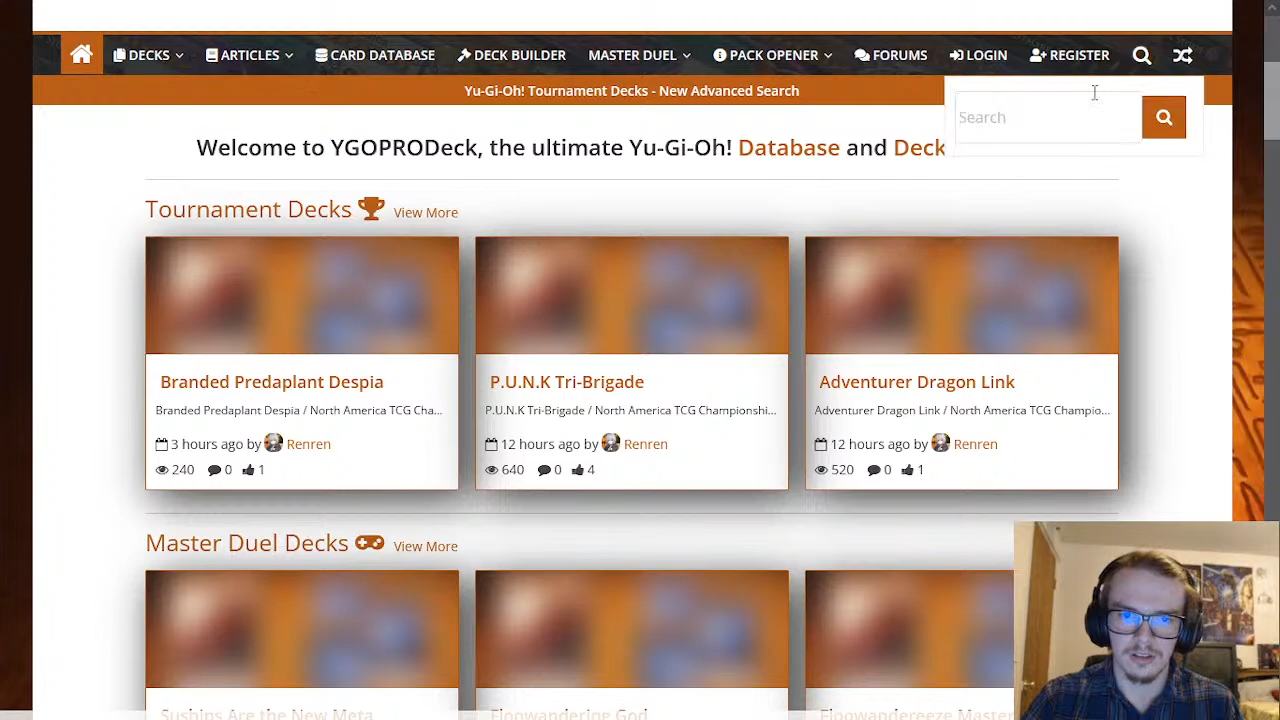 DECKS ARTICLES CARD DATABASE DECK BUILDER MASTER DUEL PACK OPENER FORUMS LOGIN REGISTER
Yu-Gi-Oh! Tournament Decks - New Advanced Search
Search
Welcome to YGOPRODeck, the ultimate Yu-Gi-Oh! Database and Deck
Tournament Decks View More
Branded Predaplant Despia
Branded Predaplant Despia / North America TCG Cha...
3 hours ago by Renren
240 0 1
P.U.N.K Tri-Brigade
P.U.N.K Tri-Brigade / North America TCG Championshi...
12 hours ago by Renren
640 0 4
Adventurer Dragon Link
Adventurer Dragon Link / North America TCG Champio...
12 hours ago by Renren
520 0 1
Master Duel Decks View More
Suships Are the New Meta
Floowandering God
Floowandereeze Master